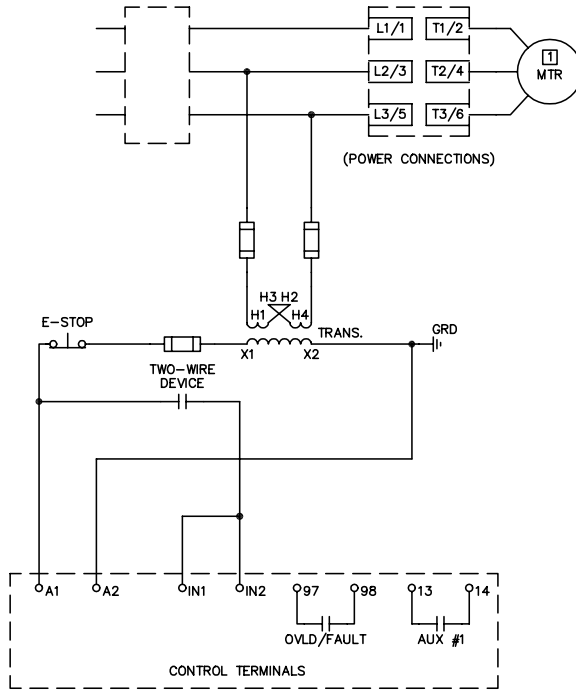 L1/1 T1/2
1
MTR
L2/3 T2/4
L3/5 T3/6
(POWER CONNECTIONS)
H3 H2
H1 H4
E-STOP
TRANS.
GRD
X1 X2
TWO-WIRE
DEVICE
A1 A2 IN1 IN2 97 98 13 14
OVLD/FAULT AUX #1
CONTROL TERMINALS